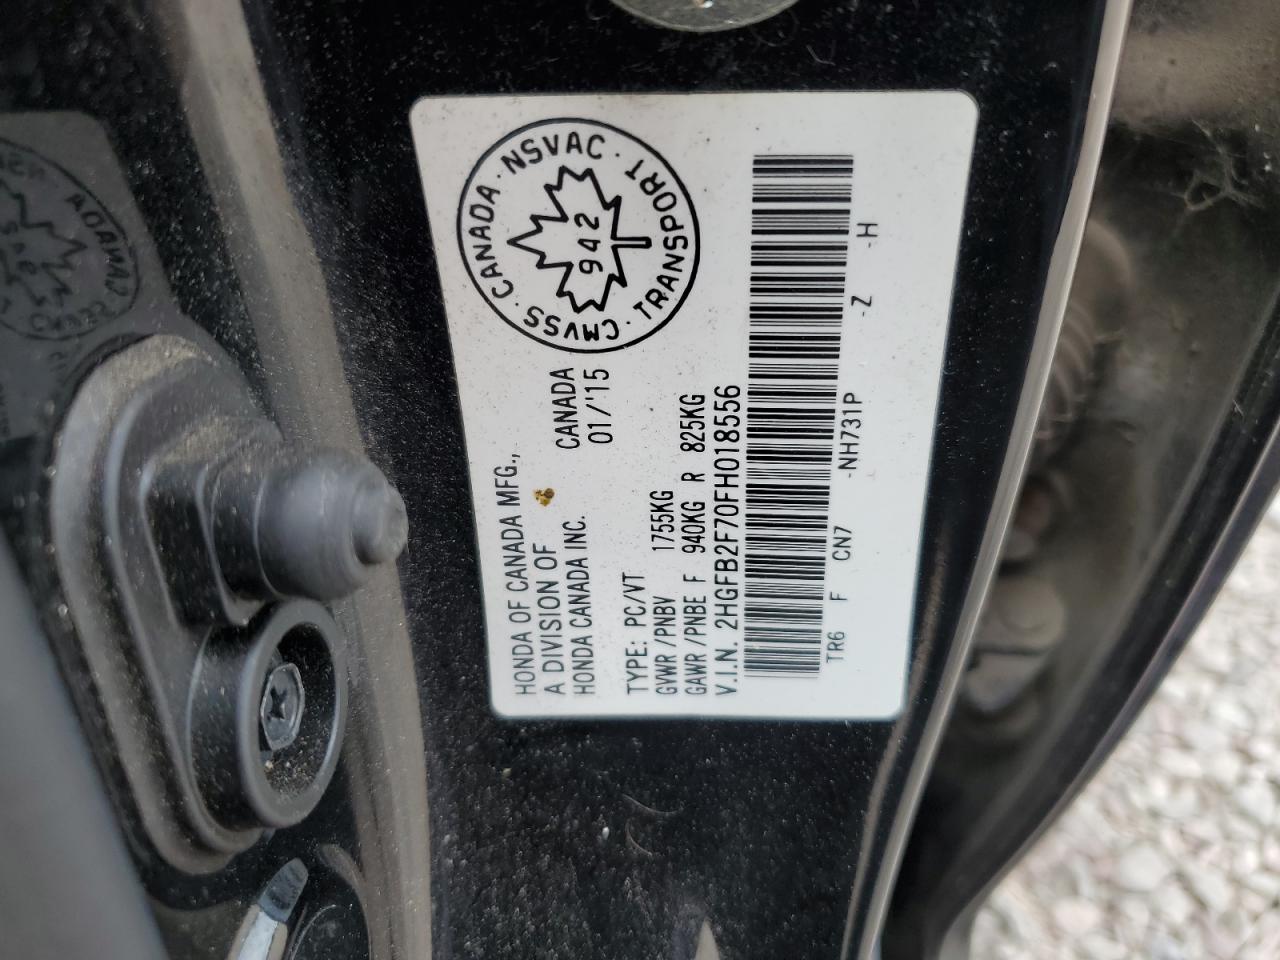 HONDA OF CANADA MFG.,
A DIVISION OF
HONDA CANADA INC.
CANADA
01/'15
CMVSS · CANADA · NSVAC · TRANSPORT ·
942
TYPE: PC/VT
GVWR/PNBV 1755KG
GAWR/PNBE F 940KG R 825KG
V.I.N. 2HGFB2F70FH018556
TR6 F CN7 -NH731P -Z -H